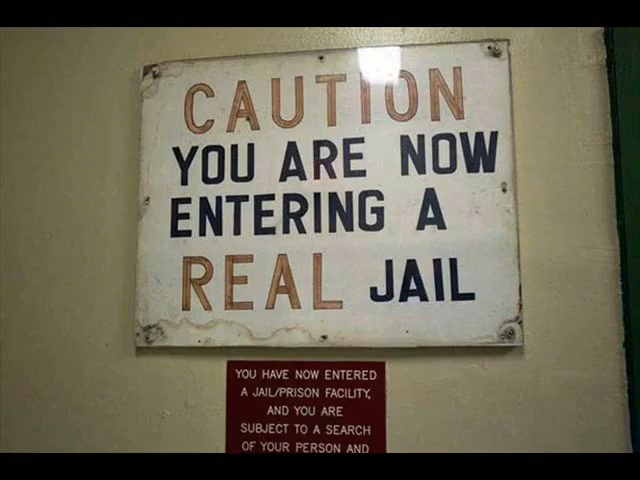 CAUTION
YOU ARE NOW
ENTERING A
REAL JAIL
YOU HAVE NOW ENTERED
A JAIL/PRISON FACILITY,
AND YOU ARE
SUBJECT TO A SEARCH
OF YOUR PERSON AND